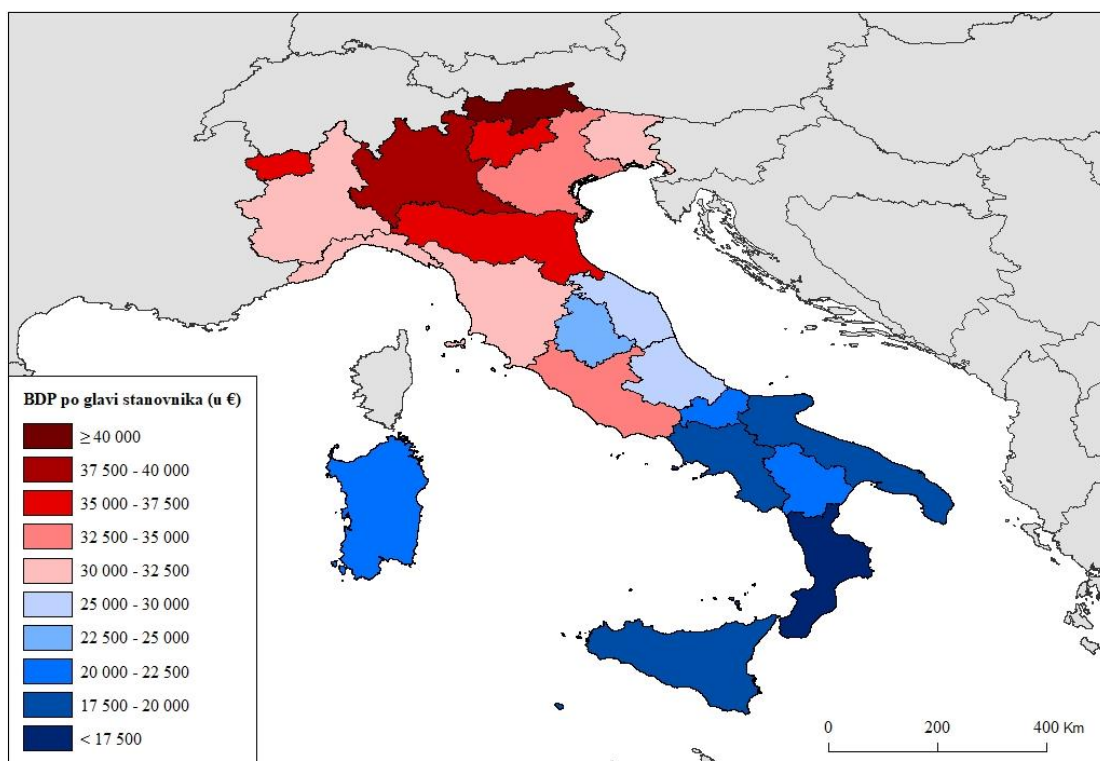 BDP po glavi stanovnika (u €)
≥ 40 000
37 500 - 40 000
35 000 - 37 500
32 500 - 35 000
30 000 - 32 500
25 000 - 30 000
22 500 - 25 000
20 000 - 22 500
17 500 - 20 000
< 17 500
0 200 400 Km